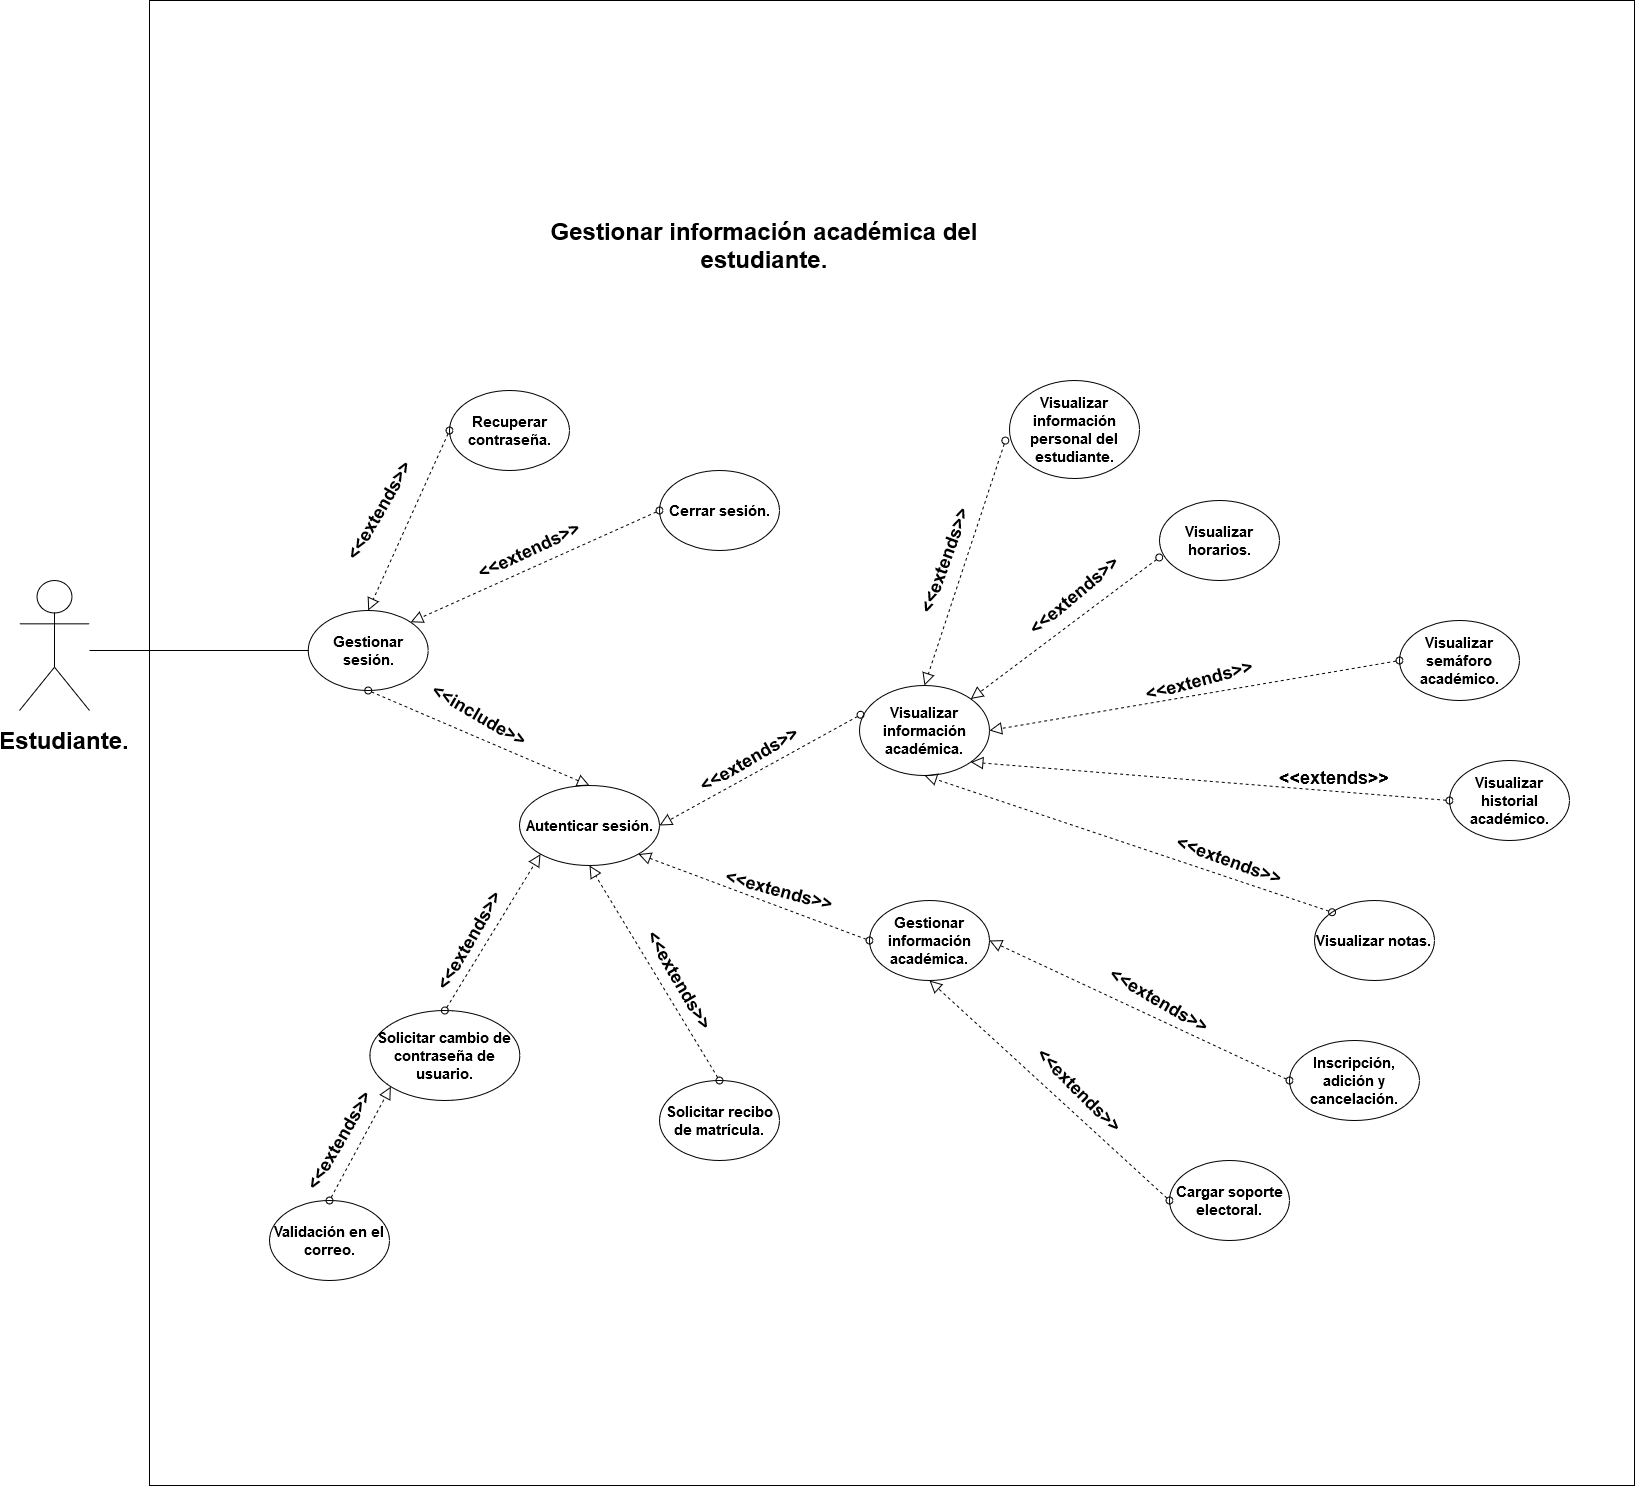 Gestionar información académica del
estudiante.
Recuperar
contraseña.
<<extends>>
Cerrar sesión.
<<extends>>
Estudiante.
Gestionar
sesión.
<<include>>
Autenticar sesión.
<<extends>>
Visualizar
información
académica.
Visualizar
información
personal del
estudiante.
<<extends>>
Visualizar
horarios.
<<extends>>
Visualizar
semáforo
académico.
<<extends>>
Visualizar
historial
académico.
<<extends>>
Visualizar notas.
<<extends>>
<<extends>>
Gestionar
información
académica.
<<extends>>
Inscripción,
adición y
cancelación.
<<extends>>
Cargar soporte
electoral.
<<extends>>
Solicitar recibo
de matrícula.
<<extends>>
Solicitar cambio de
contraseña de
usuario.
<<extends>>
Validación en el
correo.